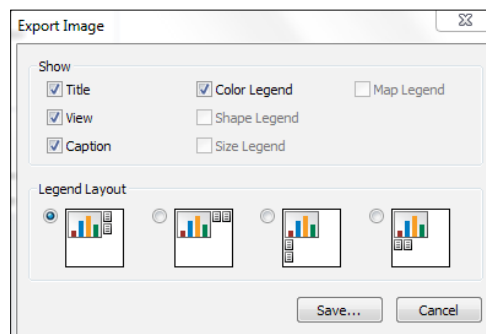 Export Image
Show
Title Color Legend Map Legend
View Shape Legend
Caption Size Legend
Legend Layout
Save... Cancel